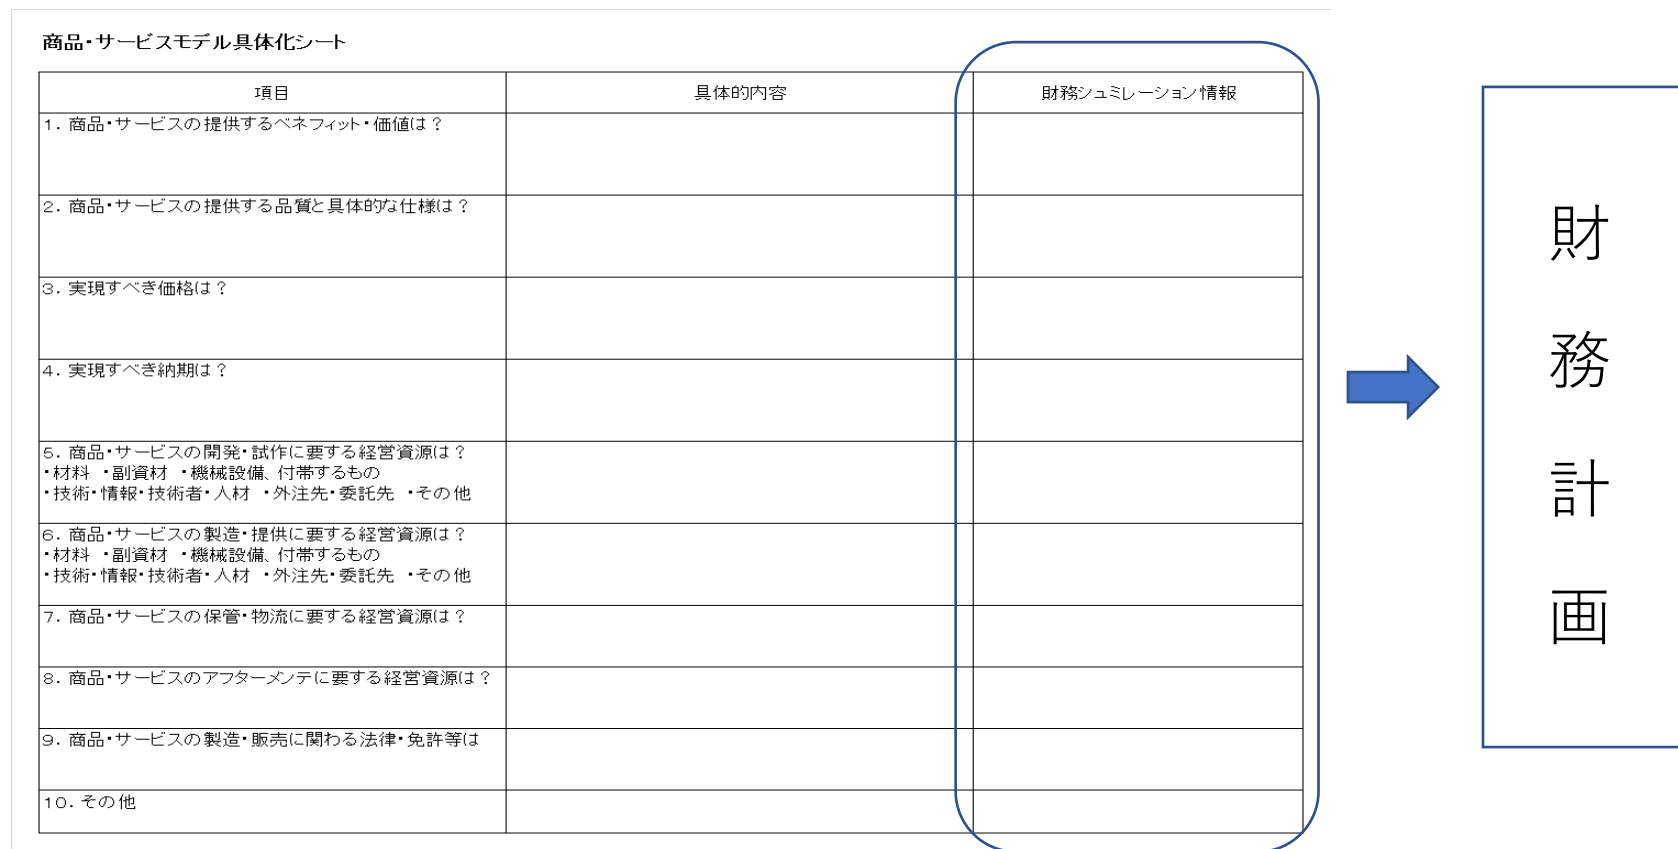 商品・サービスモデル具体化シート
項目
具体的内容
財務シュミレーション情報
1. 商品・サービスの提供するベネフィット・価値は？
2. 商品・サービスの提供する品質と具体的な仕様は？
3. 実現すべき価格は？
4. 実現すべき納期は？
5. 商品・サービスの開発・試作に要する経営資源は？
・材料　・副資材　・機械設備、付帯するもの
・技術・情報・技術者・人材　・外注先・委託先　・その他
6. 商品・サービスの製造・提供に要する経営資源は？
・材料　・副資材　・機械設備、付帯するもの
・技術・情報・技術者・人材　・外注先・委託先　・その他
7. 商品・サービスの保管・物流に要する経営資源は？
8. 商品・サービスのアフターメンテに要する経営資源は？
9. 商品・サービスの製造・販売に関わる法律・免許等は
10. その他
財務計画